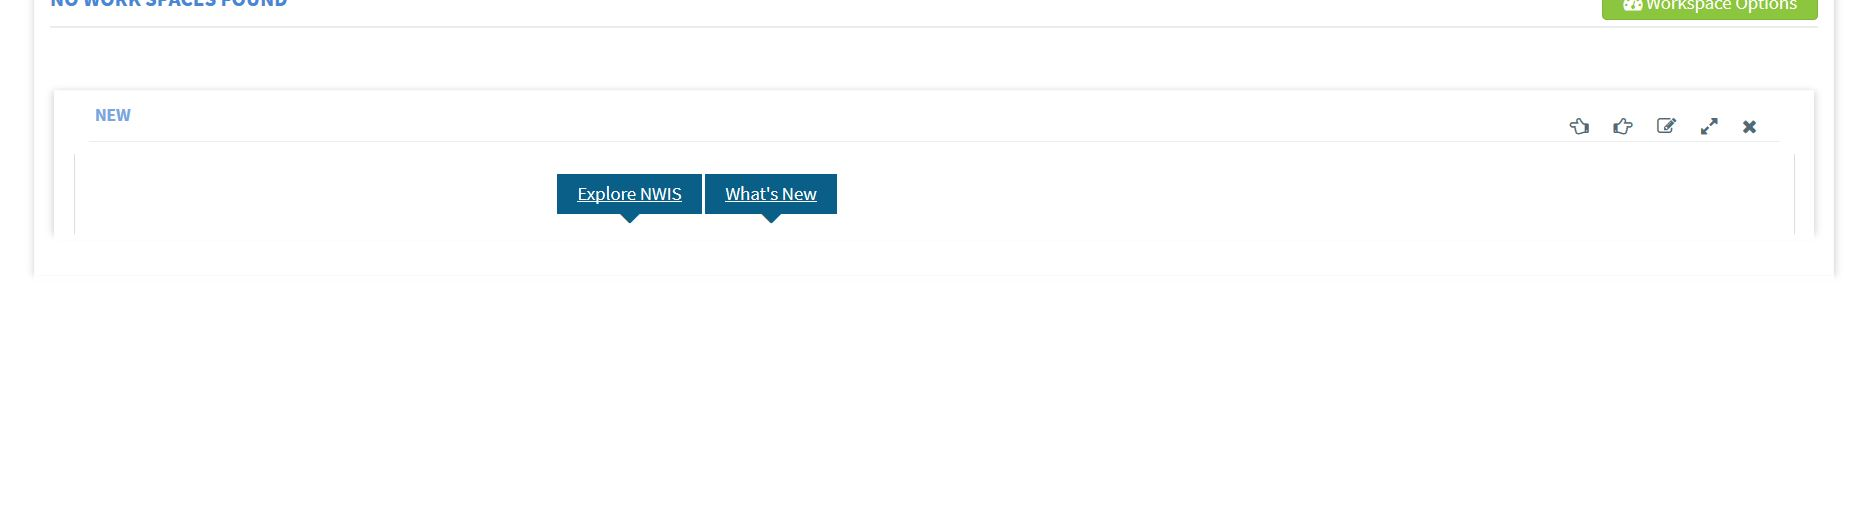 NO WORK SPACES FOUND
Workspace Options
NEW
Explore NWIS
What's New